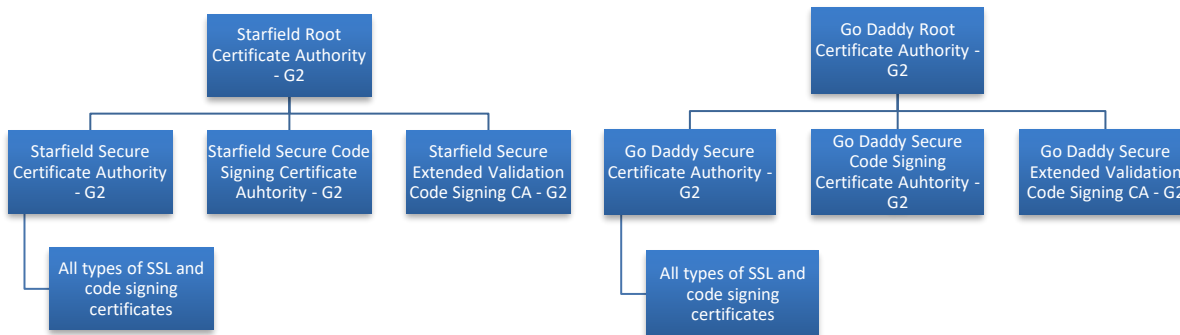 Starfield Root
Certificate Authority
- G2
Starfield Secure
Certificate Authority
- G2
Starfield Secure Code
Signing Certificate
Auhtority - G2
Starfield Secure
Extended Validation
Code Signing CA - G2
All types of SSL and
code signing
certificates
Go Daddy Root
Certificate Authority -
G2
Go Daddy Secure
Certificate Authority -
G2
Go Daddy Secure
Code Signing
Certificate Auhtority -
G2
Go Daddy Secure
Extended Validation
Code Signing CA - G2
All types of SSL and
code signing
certificates